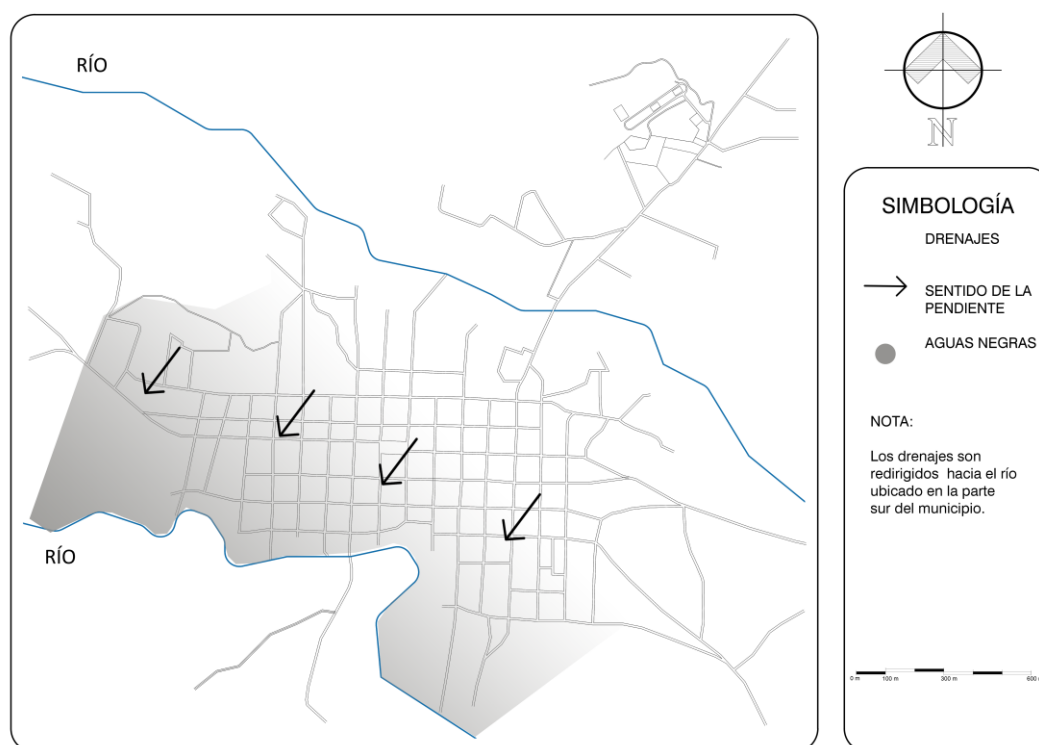 RÍO
RÍO
N
SIMBOLOGÍA
DRENAJES
SENTIDO DE LA
PENDIENTE
AGUAS NEGRAS
NOTA:
Los drenajes son
redirigidos hacia el río
ubicado en la parte
sur del municipio.
0 m 100 m 300 m 600